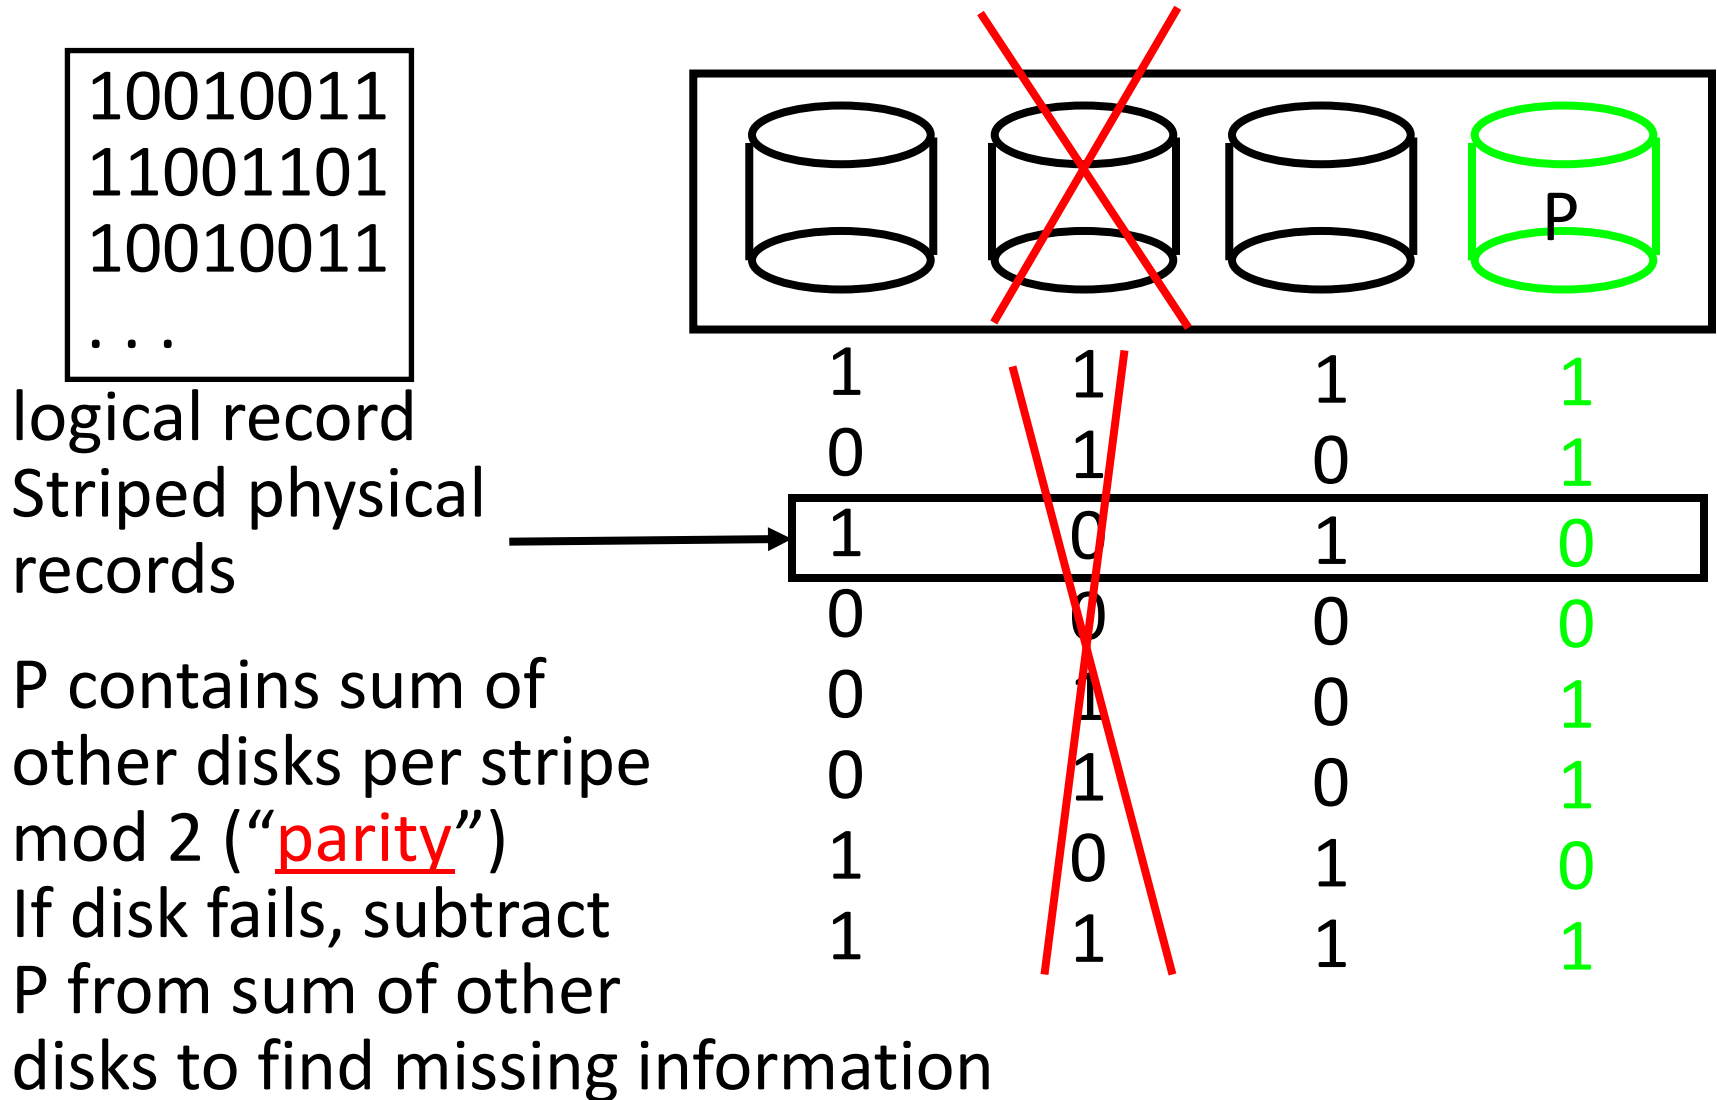 10010011
11001101
10010011
. . .
logical record
Striped physical
records
P contains sum of
other disks per stripe
mod 2 (“parity”)
If disk fails, subtract
P from sum of other
disks to find missing information
P
1 1 1 1
0 1 0 1
1 0 1 0
0 0 0 0
0 1 0 1
0 1 0 1
1 0 1 0
1 1 1 1